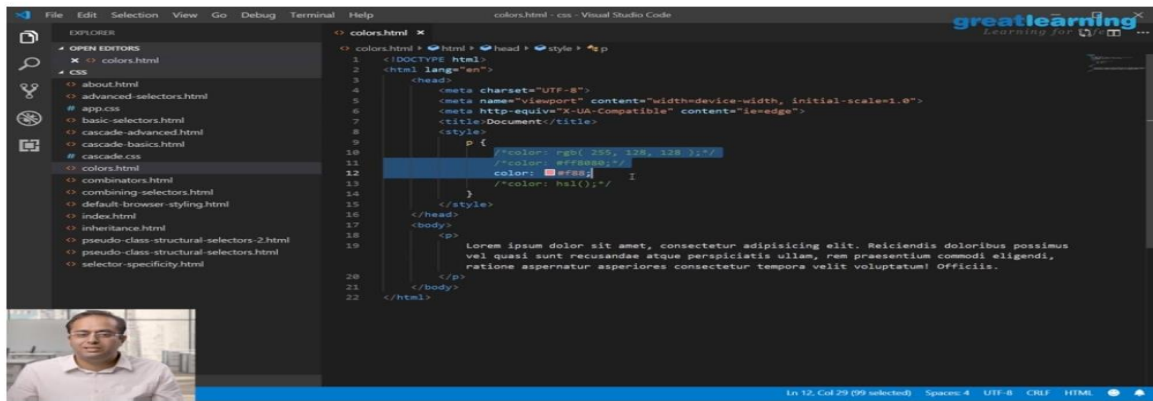 File Edit Selection View Go Debug Terminal Help
colors.html - css - Visual Studio Code
greatlearning
Learning for Life
EXPLORER
OPEN EDITORS
colors.html
CSS
about.html
advanced-selectors.html
app.css
basic-selectors.html
cascade-advanced.html
cascade-basics.html
cascade.css
colors.html
combinators.html
combining-selectors.html
default-browser-styling.html
index.html
inheritance.html
pseudo-class-structural-selectors-2.html
pseudo-class-structural-selectors.html
selector-specificity.html
colors.html
colors.html html head style p
1 <!DOCTYPE html>
2 <html lang="en">
3 <head>
4 <meta charset="UTF-8">
5 <meta name="viewport" content="width=device-width, initial-scale=1.0">
6 <meta http-equiv="X-UA-Compatible" content="ie=edge">
7 <title>Document</title>
8 <style>
9 p {
10 /*color: rgb( 255, 128, 128 );*/
11 /*color: #ff8080;*/
12 color: #f88;
13 /*color: hsl();*/
14 }
15 </style>
16 </head>
17 <body>
18 <p>
19 Lorem ipsum dolor sit amet, consectetur adipisicing elit. Reiciendis doloribus possimus
vel quasi sunt recusandae atque perspiciatis ullam, rem praesentium commodi eligendi,
ratione aspernatur asperiores consectetur tempora velit voluptatum! Officiis.
20 </p>
21 </body>
22 </html>
Ln 12, Col 29 (99 selected) Spaces: 4 UTF-8 CRLF HTML